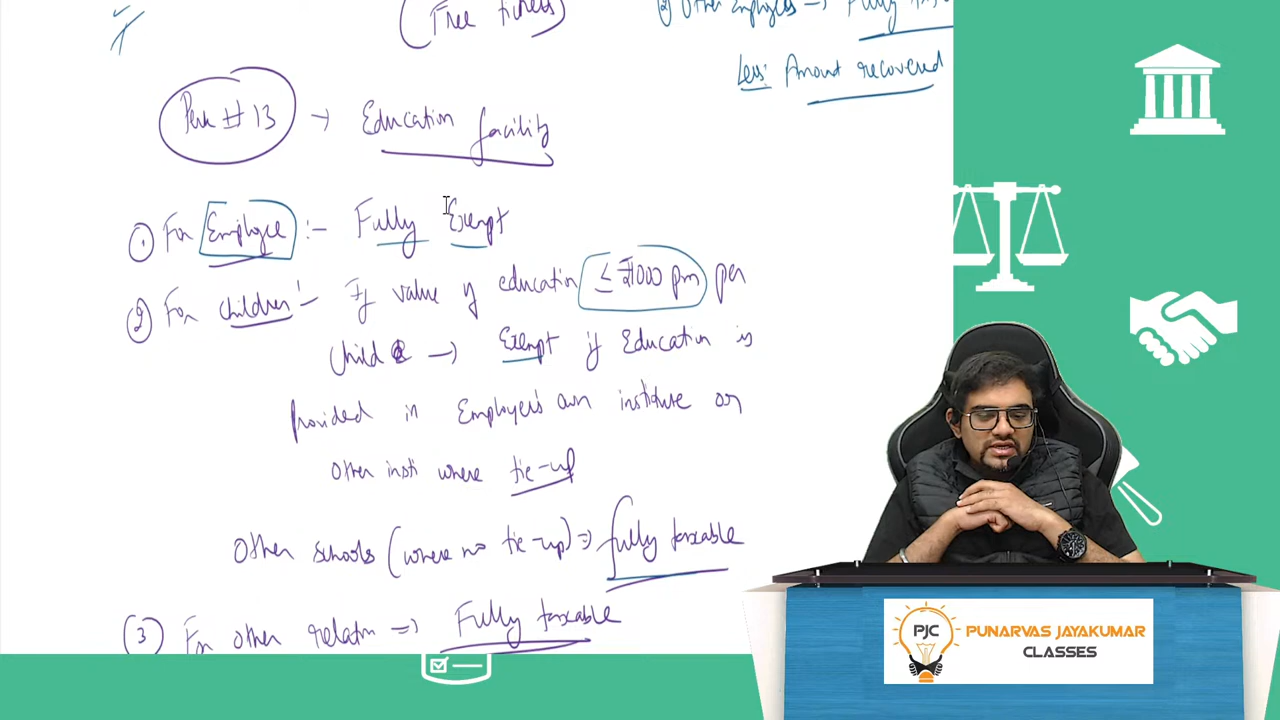 (Free tickets)
(2) Other Employees → Fully
Less: Amount recovered
Perk # 13 → Education facility
① For Employee :- Fully Exempt
② For children :- If value of education ≤ ₹1000 pm per
child → Exempt if Education is
provided in Employer's own institute or
Other insti where tie-up
Other schools (where no tie-up) => fully taxable
③ For other relatn => Fully taxable
PJC
PUNARVAS JAYAKUMAR
CLASSES